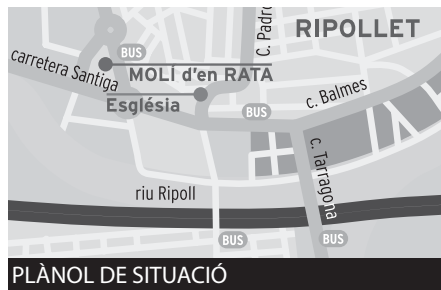 RIPOLLET
C. Padró
BUS
carretera Santiga
MOLÍ d'en RATA
Església
BUS
c. Balmes
c. Tarragona
riu Ripoll
BUS
BUS
PLÀNOL DE SITUACIÓ